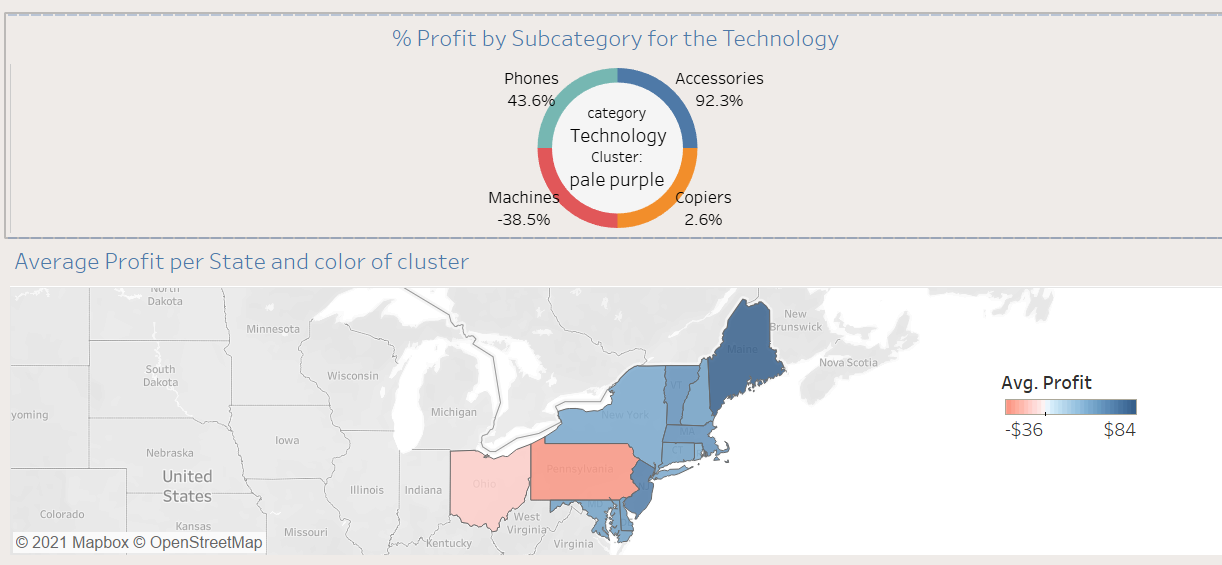 % Profit by Subcategory for the Technology
Phones
43.6%
Accessories
92.3%
category
Technology
Cluster:
pale purple
Machines
-38.5%
Copiers
2.6%
Average Profit per State and color of cluster
North
Dakota
Minnesota
New
Brunswick
Maine
Nova Scotia
South
Dakota
Wisconsin
VT
Avg. Profit
-$36
$84
yoming
Michigan
New York
MA
Iowa
CT
Nebraska
United
States
Illinois
Indiana
Ohio
Pennsylvania
Colorado
Kansas
Missouri
West
Virginia
Kentucky
Virginia
© 2021 Mapbox © OpenStreetMap